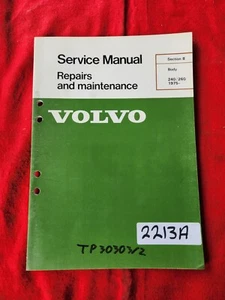 Service Manual
Repairs
and maintenance
Section 8
Body
240/260
1975-
VOLVO
2213A
TP30303/2